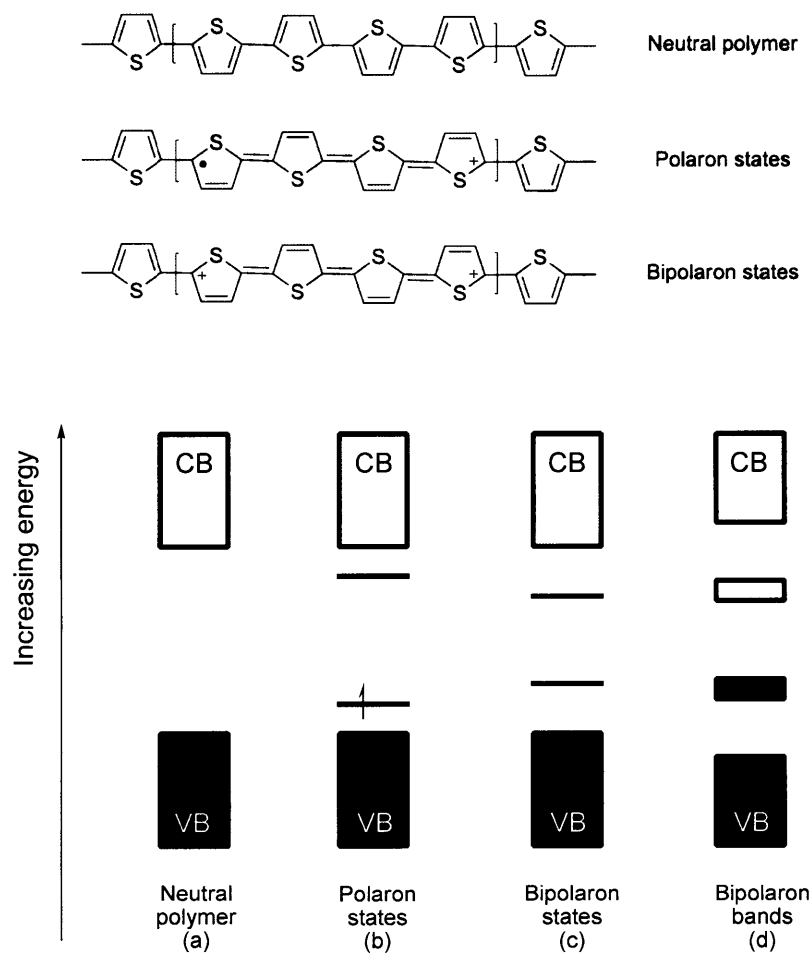 S S S
Neutral polymer
S S S
S S S
• +
Polaron states
S S S
S S S
+ +
Bipolaron states
S S S
Increasing energy
CB CB CB CB
VB VB VB VB
Neutral Polaron Bipolaron Bipolaron
polymer states states bands
(a) (b) (c) (d)